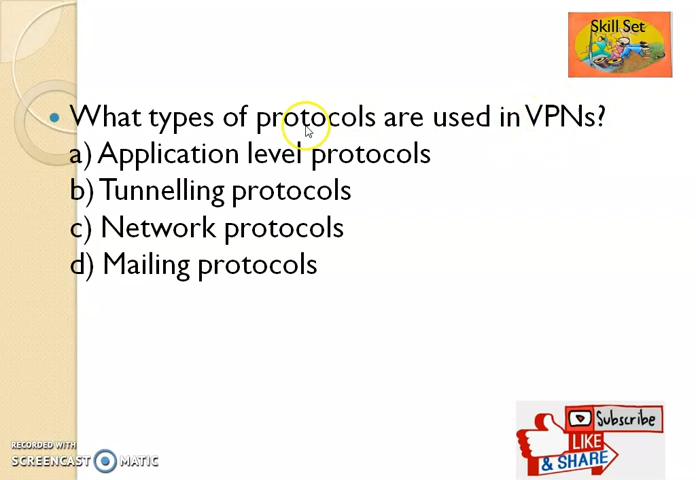 Skill Set
What types of protocols are used in VPNs?
a) Application level protocols
b) Tunnelling protocols
c) Network protocols
d) Mailing protocols
Subscribe
LIKE
& SHARE
RECORDED WITH
SCREENCAST MATIC